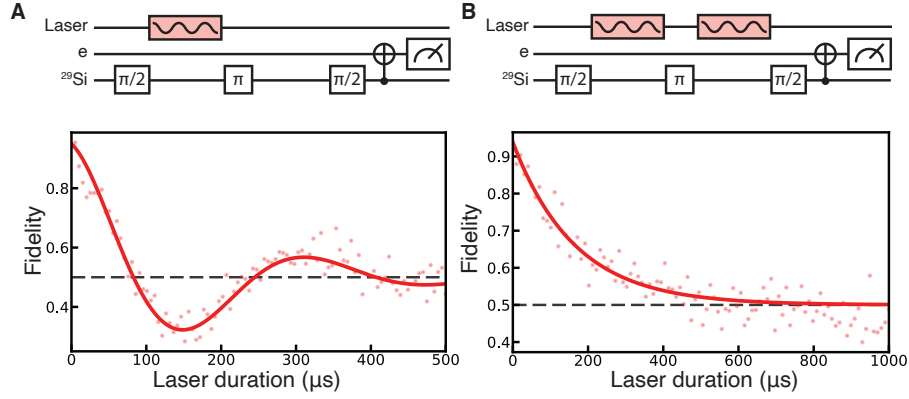 A
Laser
e
²⁹Si
π/2
π
π/2
Fidelity
0.8
0.6
0.4
0
100
200
300
400
500
Laser duration (μs)
B
Laser
e
²⁹Si
π/2
π
π/2
Fidelity
0.9
0.8
0.7
0.6
0.5
0.4
0
200
400
600
800
1000
Laser duration (μs)